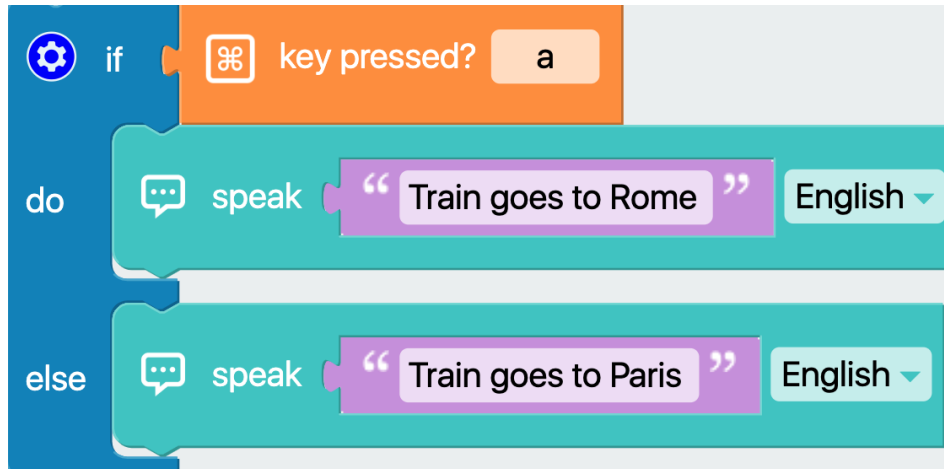 if ⌘ key pressed? a
do speak “ Train goes to Rome ” English
else speak “ Train goes to Paris ” English